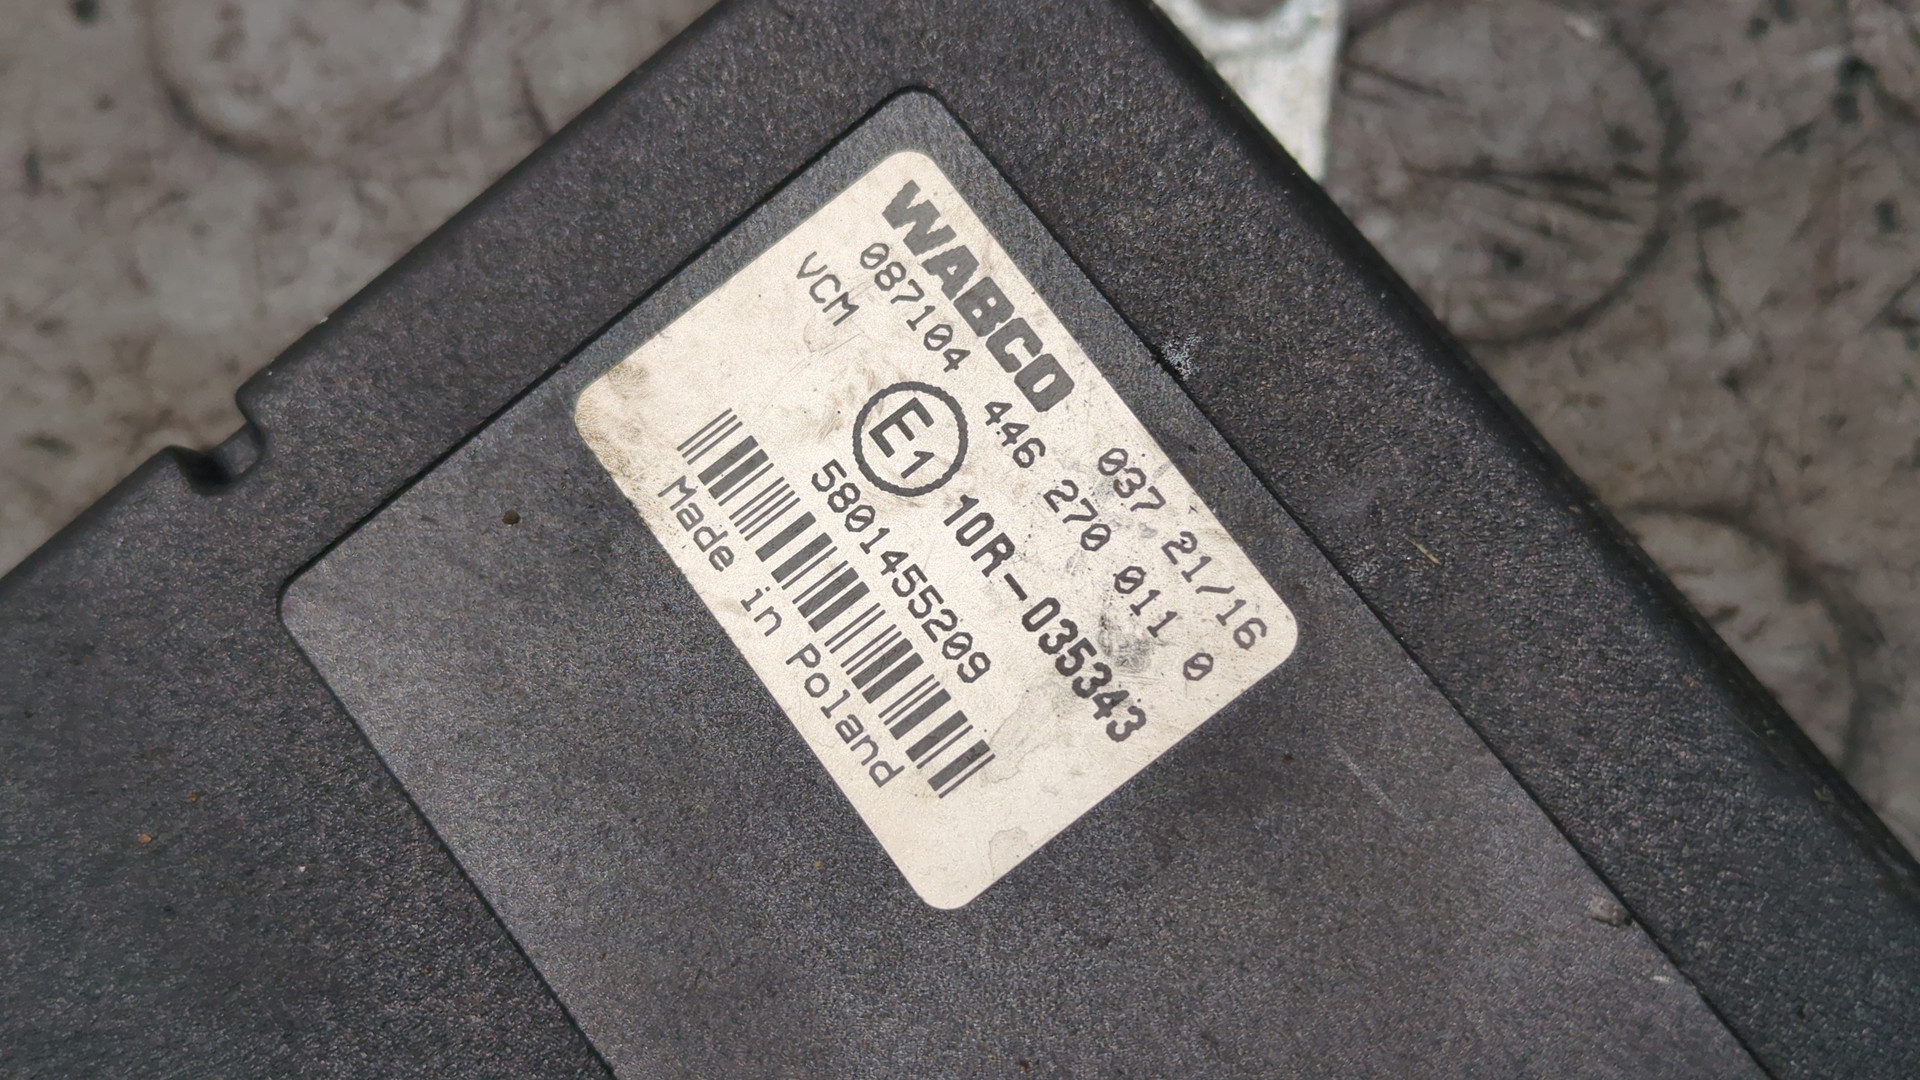 WABCO 037 21/16
087104 446 270 011 0
VCM
E1 10R-035343
5801455209
Made in Poland